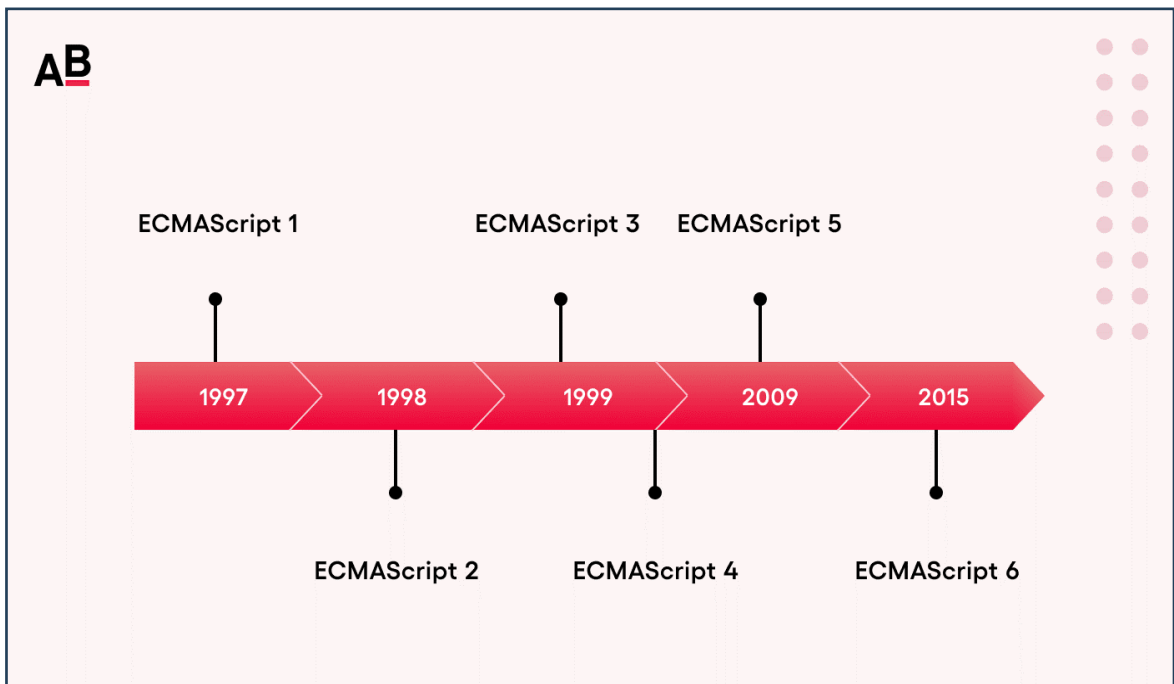 AB
ECMAScript 1
ECMAScript 3
ECMAScript 5
1997
1998
1999
2009
2015
ECMAScript 2
ECMAScript 4
ECMAScript 6